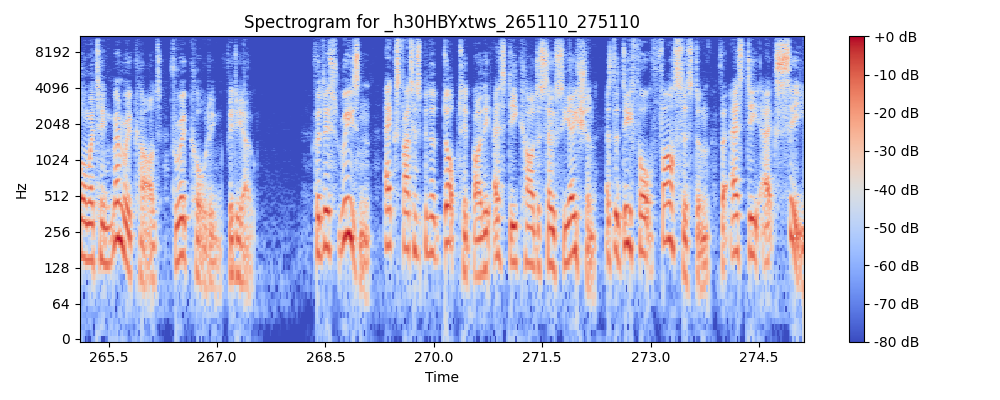 Spectrogram for _h30HBYxtws_265110_275110
8192
4096
2048
1024
512
256
128
64
0
Hz
265.5
267.0
268.5
270.0
271.5
273.0
274.5
Time
+0 dB
-10 dB
-20 dB
-30 dB
-40 dB
-50 dB
-60 dB
-70 dB
-80 dB